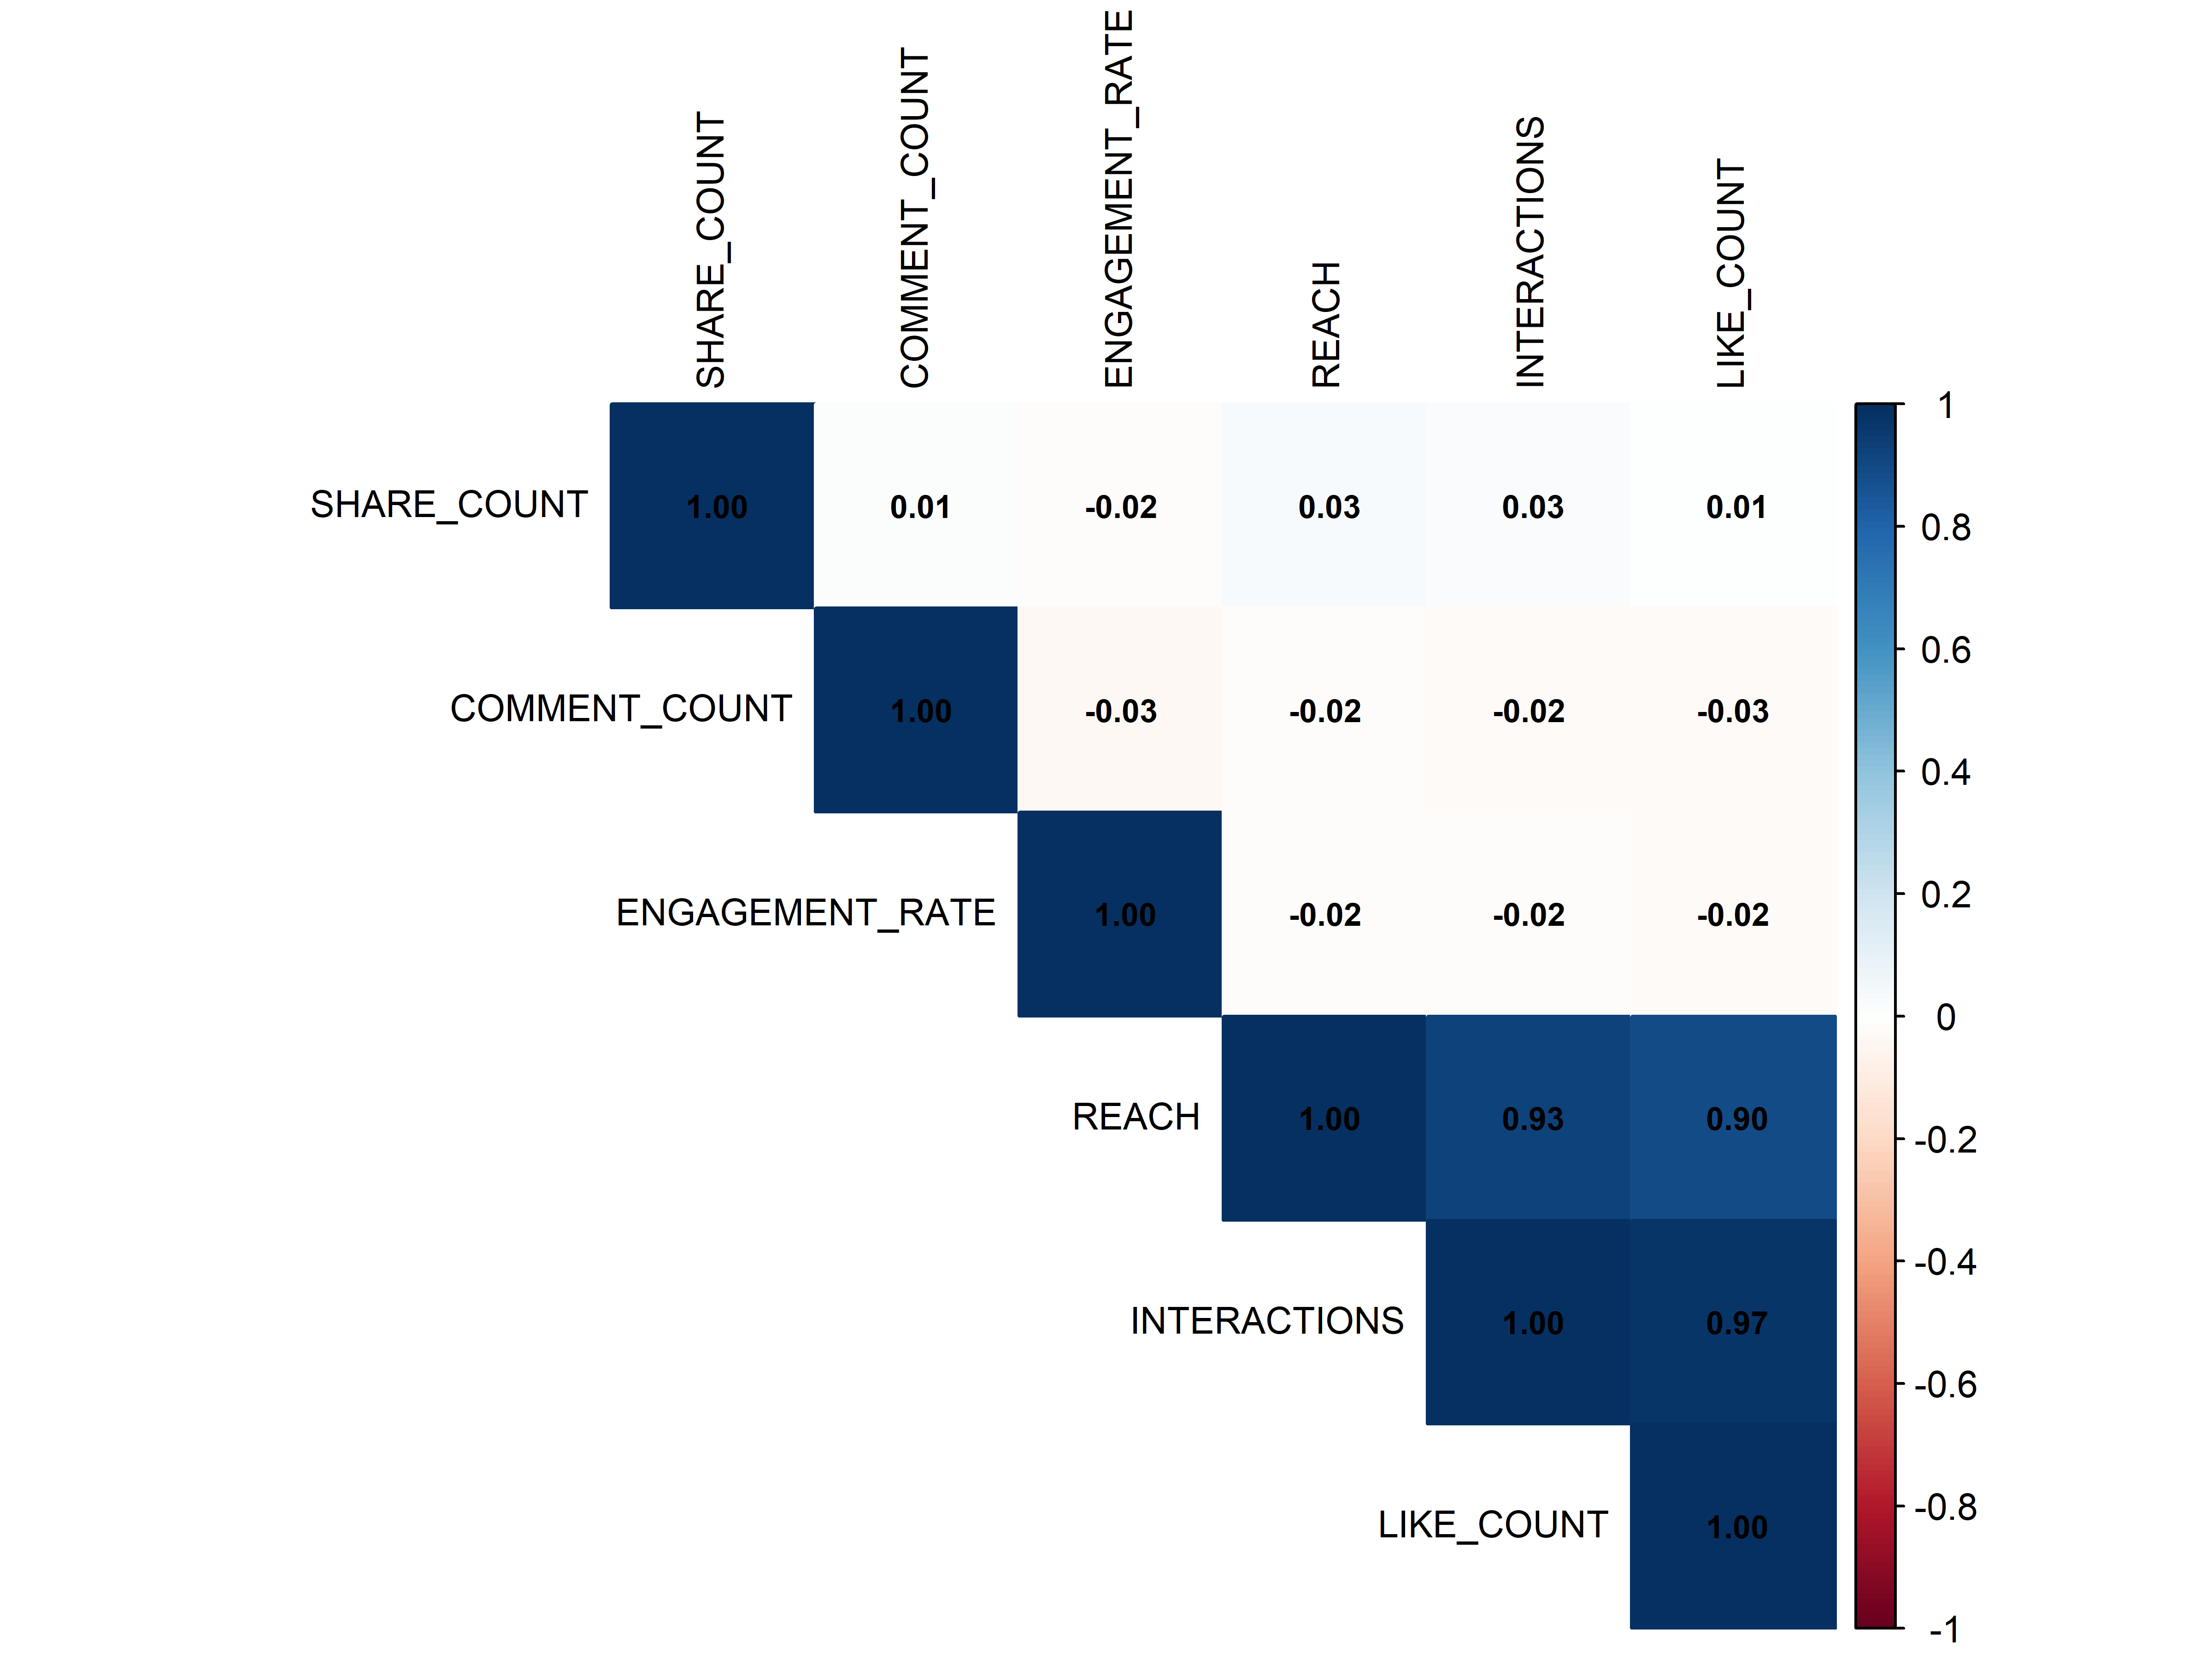 SHARE_COUNT
COMMENT_COUNT
ENGAGEMENT_RATE
REACH
INTERACTIONS
LIKE_COUNT
SHARE_COUNT 1.00 0.01 -0.02 0.03 0.03 0.01
COMMENT_COUNT 1.00 -0.03 -0.02 -0.02 -0.03
ENGAGEMENT_RATE 1.00 -0.02 -0.02 -0.02
REACH 1.00 0.93 0.90
INTERACTIONS 1.00 0.97
LIKE_COUNT 1.00
1
0.8
0.6
0.4
0.2
0
-0.2
-0.4
-0.6
-0.8
-1